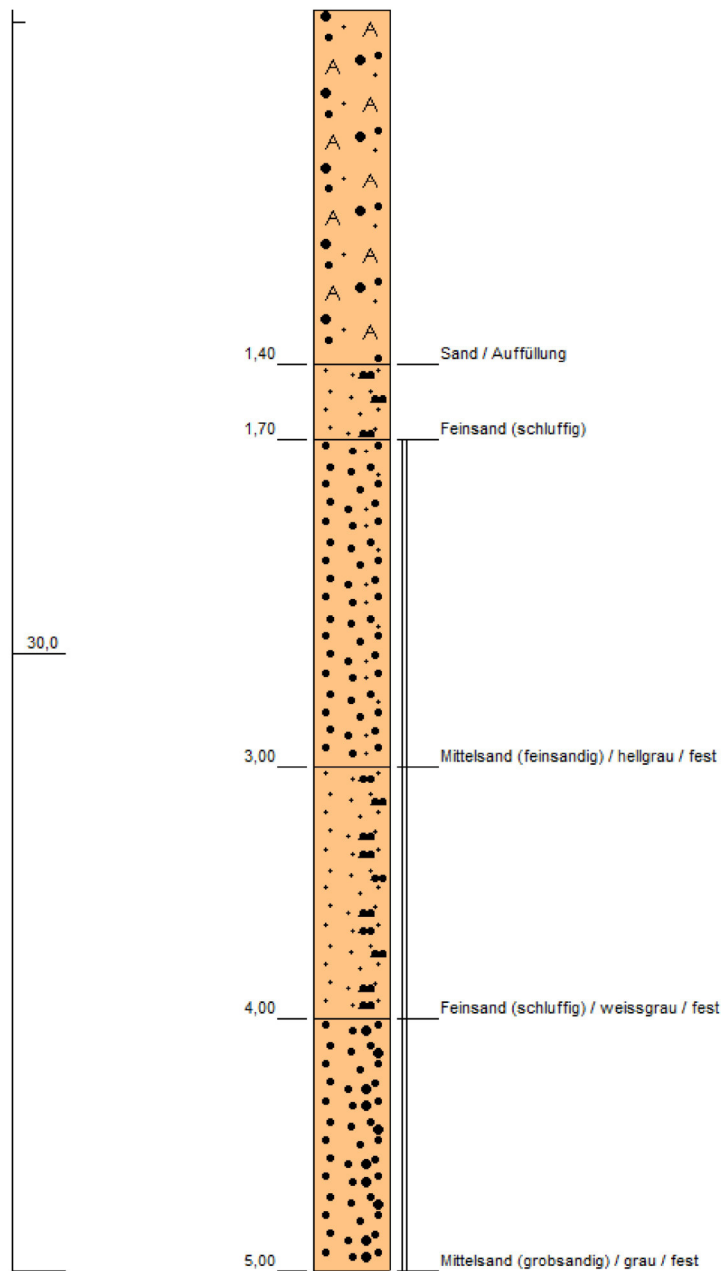 1,40 Sand / Auffüllung
1,70 Feinsand (schluffig)
30,0
3,00 Mittelsand (feinsandig) / hellgrau / fest
4,00 Feinsand (schluffig) / weissgrau / fest
5,00 Mittelsand (grobsandig) / grau / fest